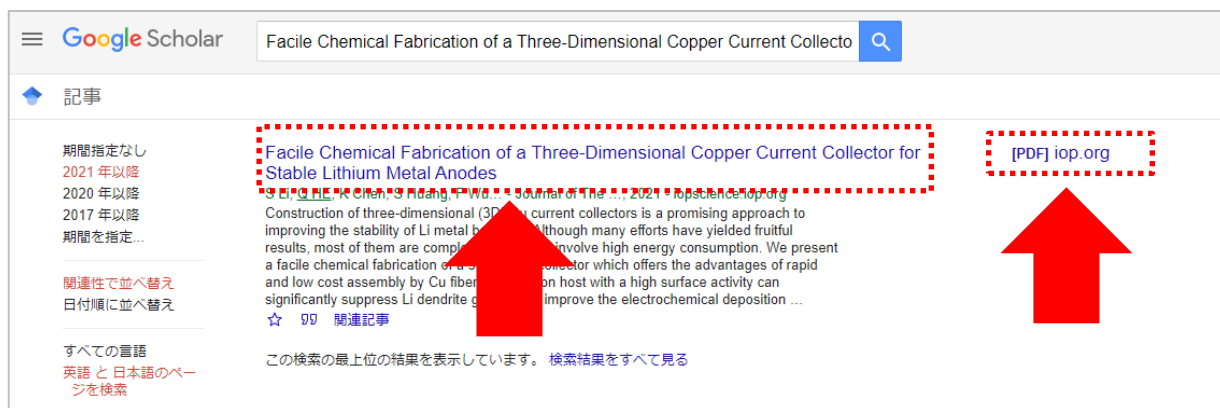 Google Scholar
Facile Chemical Fabrication of a Three-Dimensional Copper Current Collecto
記事
期間指定なし
2021 年以降
2020 年以降
2017 年以降
期間を指定...
関連性で並べ替え
日付順に並べ替え
すべての言語
英語 と 日本語のペー
ジを検索
Facile Chemical Fabrication of a Three-Dimensional Copper Current Collector for
Stable Lithium Metal Anodes
[PDF] iop.org
S Li, Q HE, K Chen, S Huang, F Wu... - Journal of The ..., 2021 - iopscience.iop.org
Construction of three-dimensional (3D) u current collectors is a promising approach to
improving the stability of Li metal b lthough many efforts have yielded fruitful
results, most of them are compl involve high energy consumption. We present
a facile chemical fabrication of a ector which offers the advantages of rapid
and low cost assembly by Cu fiber on host with a high surface activity can
significantly suppress Li dendrite g improve the electrochemical deposition ...
関連記事
この検索の最上位の結果を表示しています。 検索結果をすべて見る